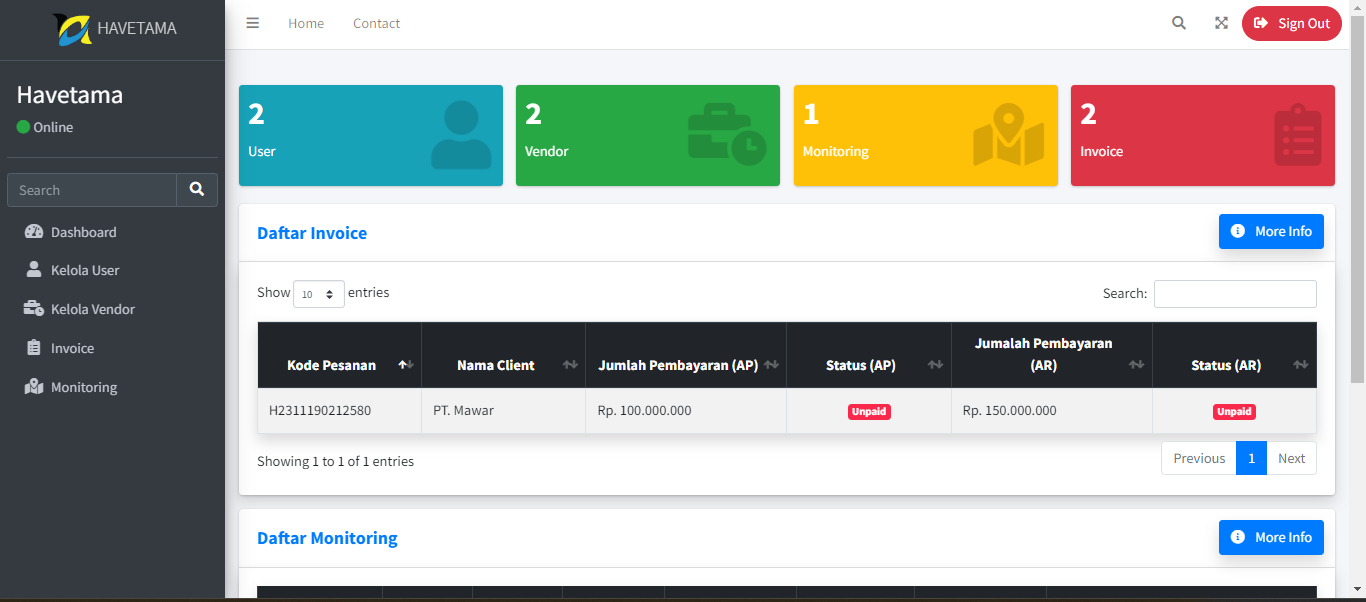 HAVETAMA
Home
Contact
Sign Out
Havetama
Online
Search
Dashboard
Kelola User
Kelola Vendor
Invoice
Monitoring
2
User
2
Vendor
1
Monitoring
2
Invoice
Daftar Invoice
More Info
Show 10 entries
Search:
Kode Pesanan
Nama Client
Jumlah Pembayaran (AP)
Status (AP)
Jumalah Pembayaran
(AR)
Status (AR)
H2311190212580
PT. Mawar
Rp. 100.000.000
Unpaid
Rp. 150.000.000
Unpaid
Showing 1 to 1 of 1 entries
Previous
1
Next
Daftar Monitoring
More Info